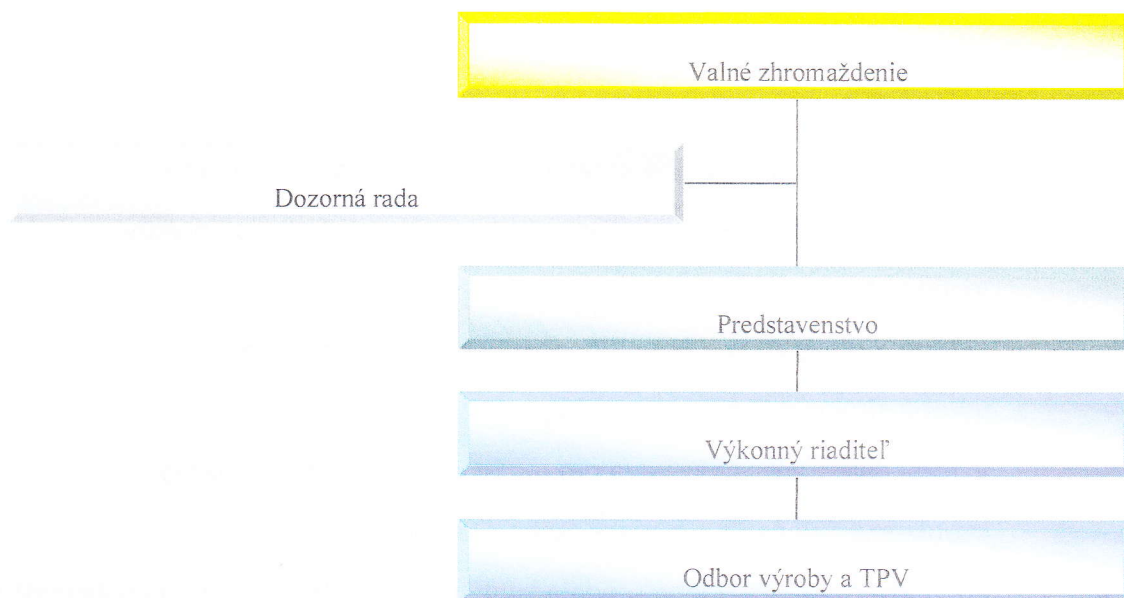 Valné zhromaždenie
Dozorná rada
Predstavenstvo
Výkonný riaditeľ
Odbor výroby a TPV